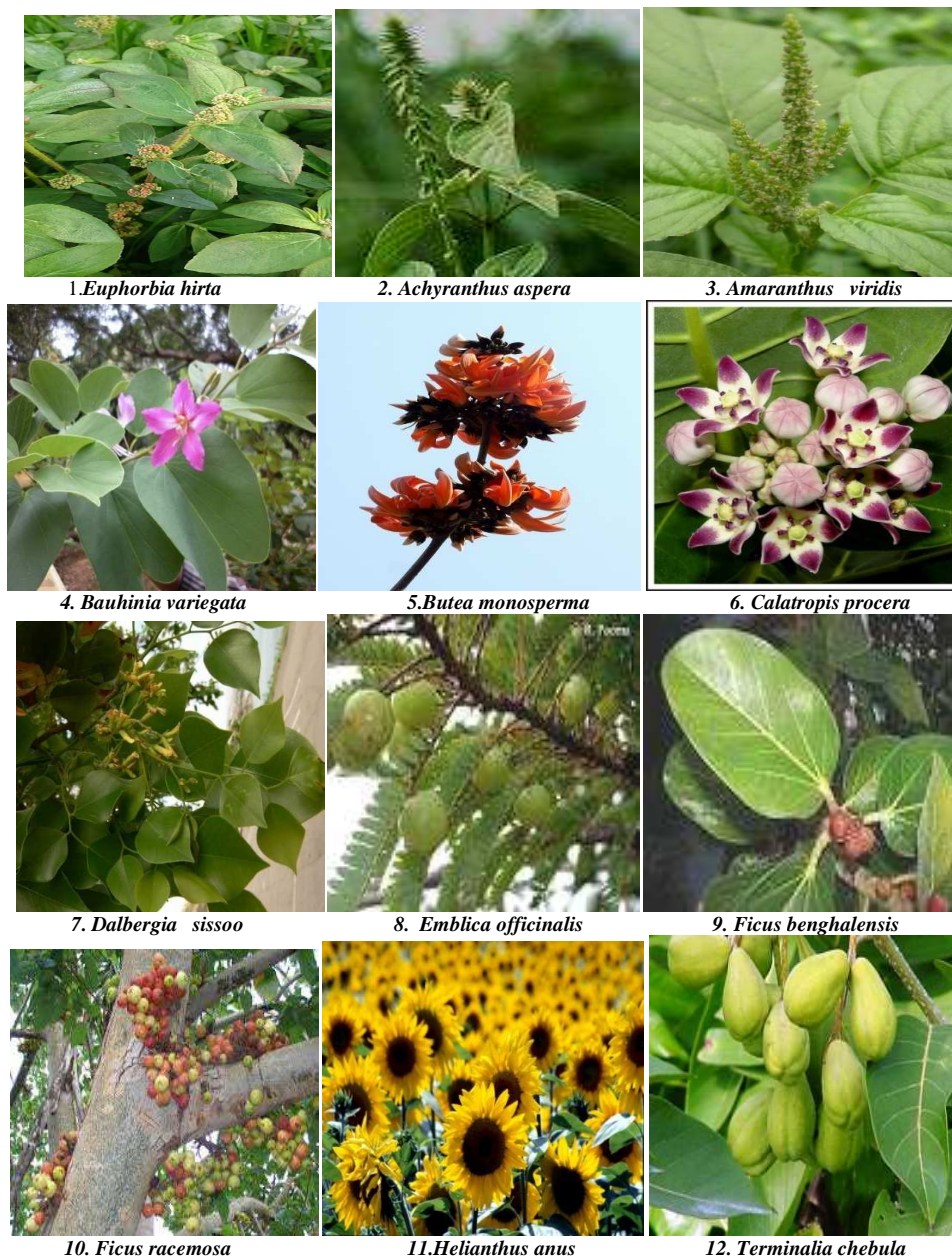 R. Poorna
1.Euphorbia hirta
2. Achyranthus aspera
3. Amaranthus viridis
4. Bauhinia variegata
5.Butea monosperma
6. Calatropis procera
7. Dalbergia sissoo
8. Emblica officinalis
9. Ficus benghalensis
10. Ficus racemosa
11.Helianthus anus
12. Terminalia chebula